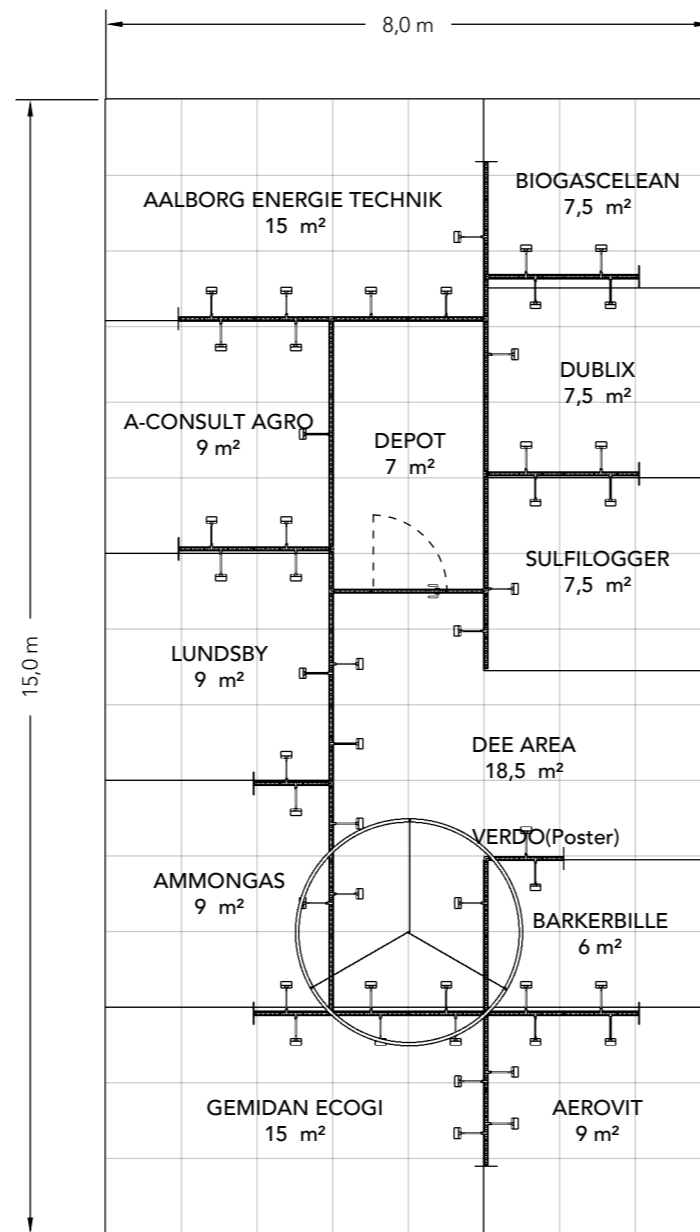 8,0 m
15,0 m
AALBORG ENERGIE TECHNIK
15 m²
BIOGASCELEAN
7,5 m²
A-CONSULT AGRO
9 m²
DEPOT
7 m²
DUBLIX
7,5 m²
SULFILOGGER
7,5 m²
LUNDSBY
9 m²
DEE AREA
18,5 m²
VERDO(Poster)
AMMONGAS
9 m²
BARKERBILLE
6 m²
GEMIDAN ECOGI
15 m²
AEROVIT
9 m²